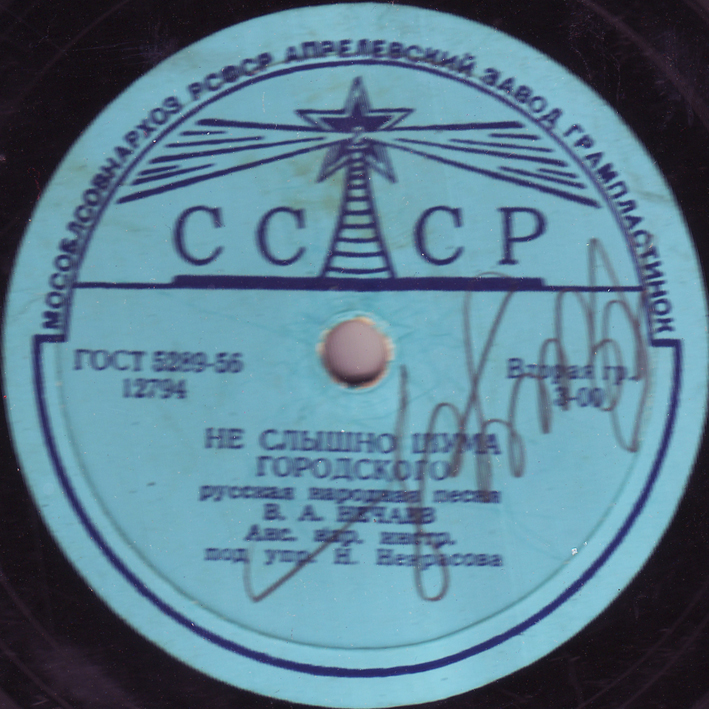 МОСОБЛСОВНАРХОЗ РСФСР АПРЕЛЕВСКИЙ ЗАВОД ГРАМПЛАСТИНОК
СССР
ГОСТ 5289-56
12794
Вторая гр.
3-00
НЕ СЛЫШНО ШУМА
ГОРОДСКОГО
русская народная песня
В. А. НЕЧАЕВ
Анс. нар. инстр.
под упр. Н. Некрасова